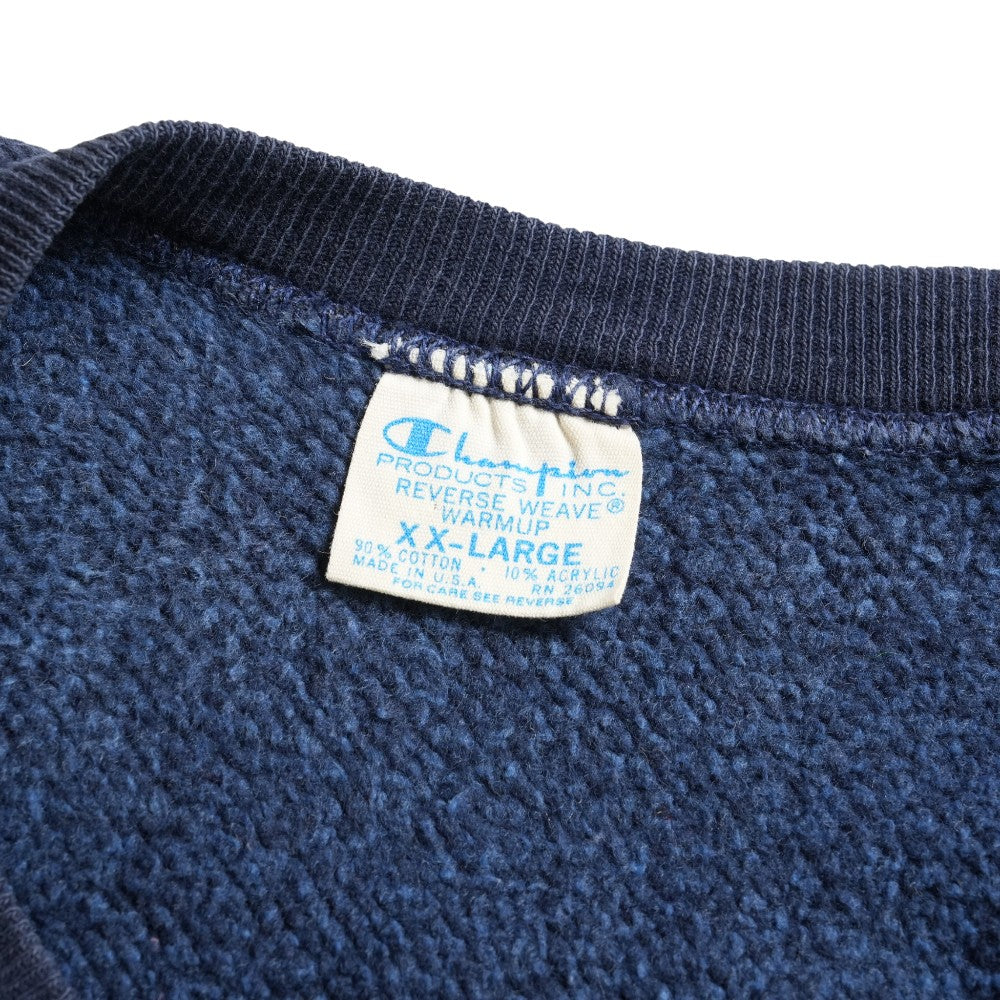 Champion
PRODUCTS INC.
REVERSE WEAVE®
WARMUP
XX-LARGE
90% COTTON · 10% ACRYLIC
MADE IN U.S.A. RN 26094
FOR CARE SEE REVERSE